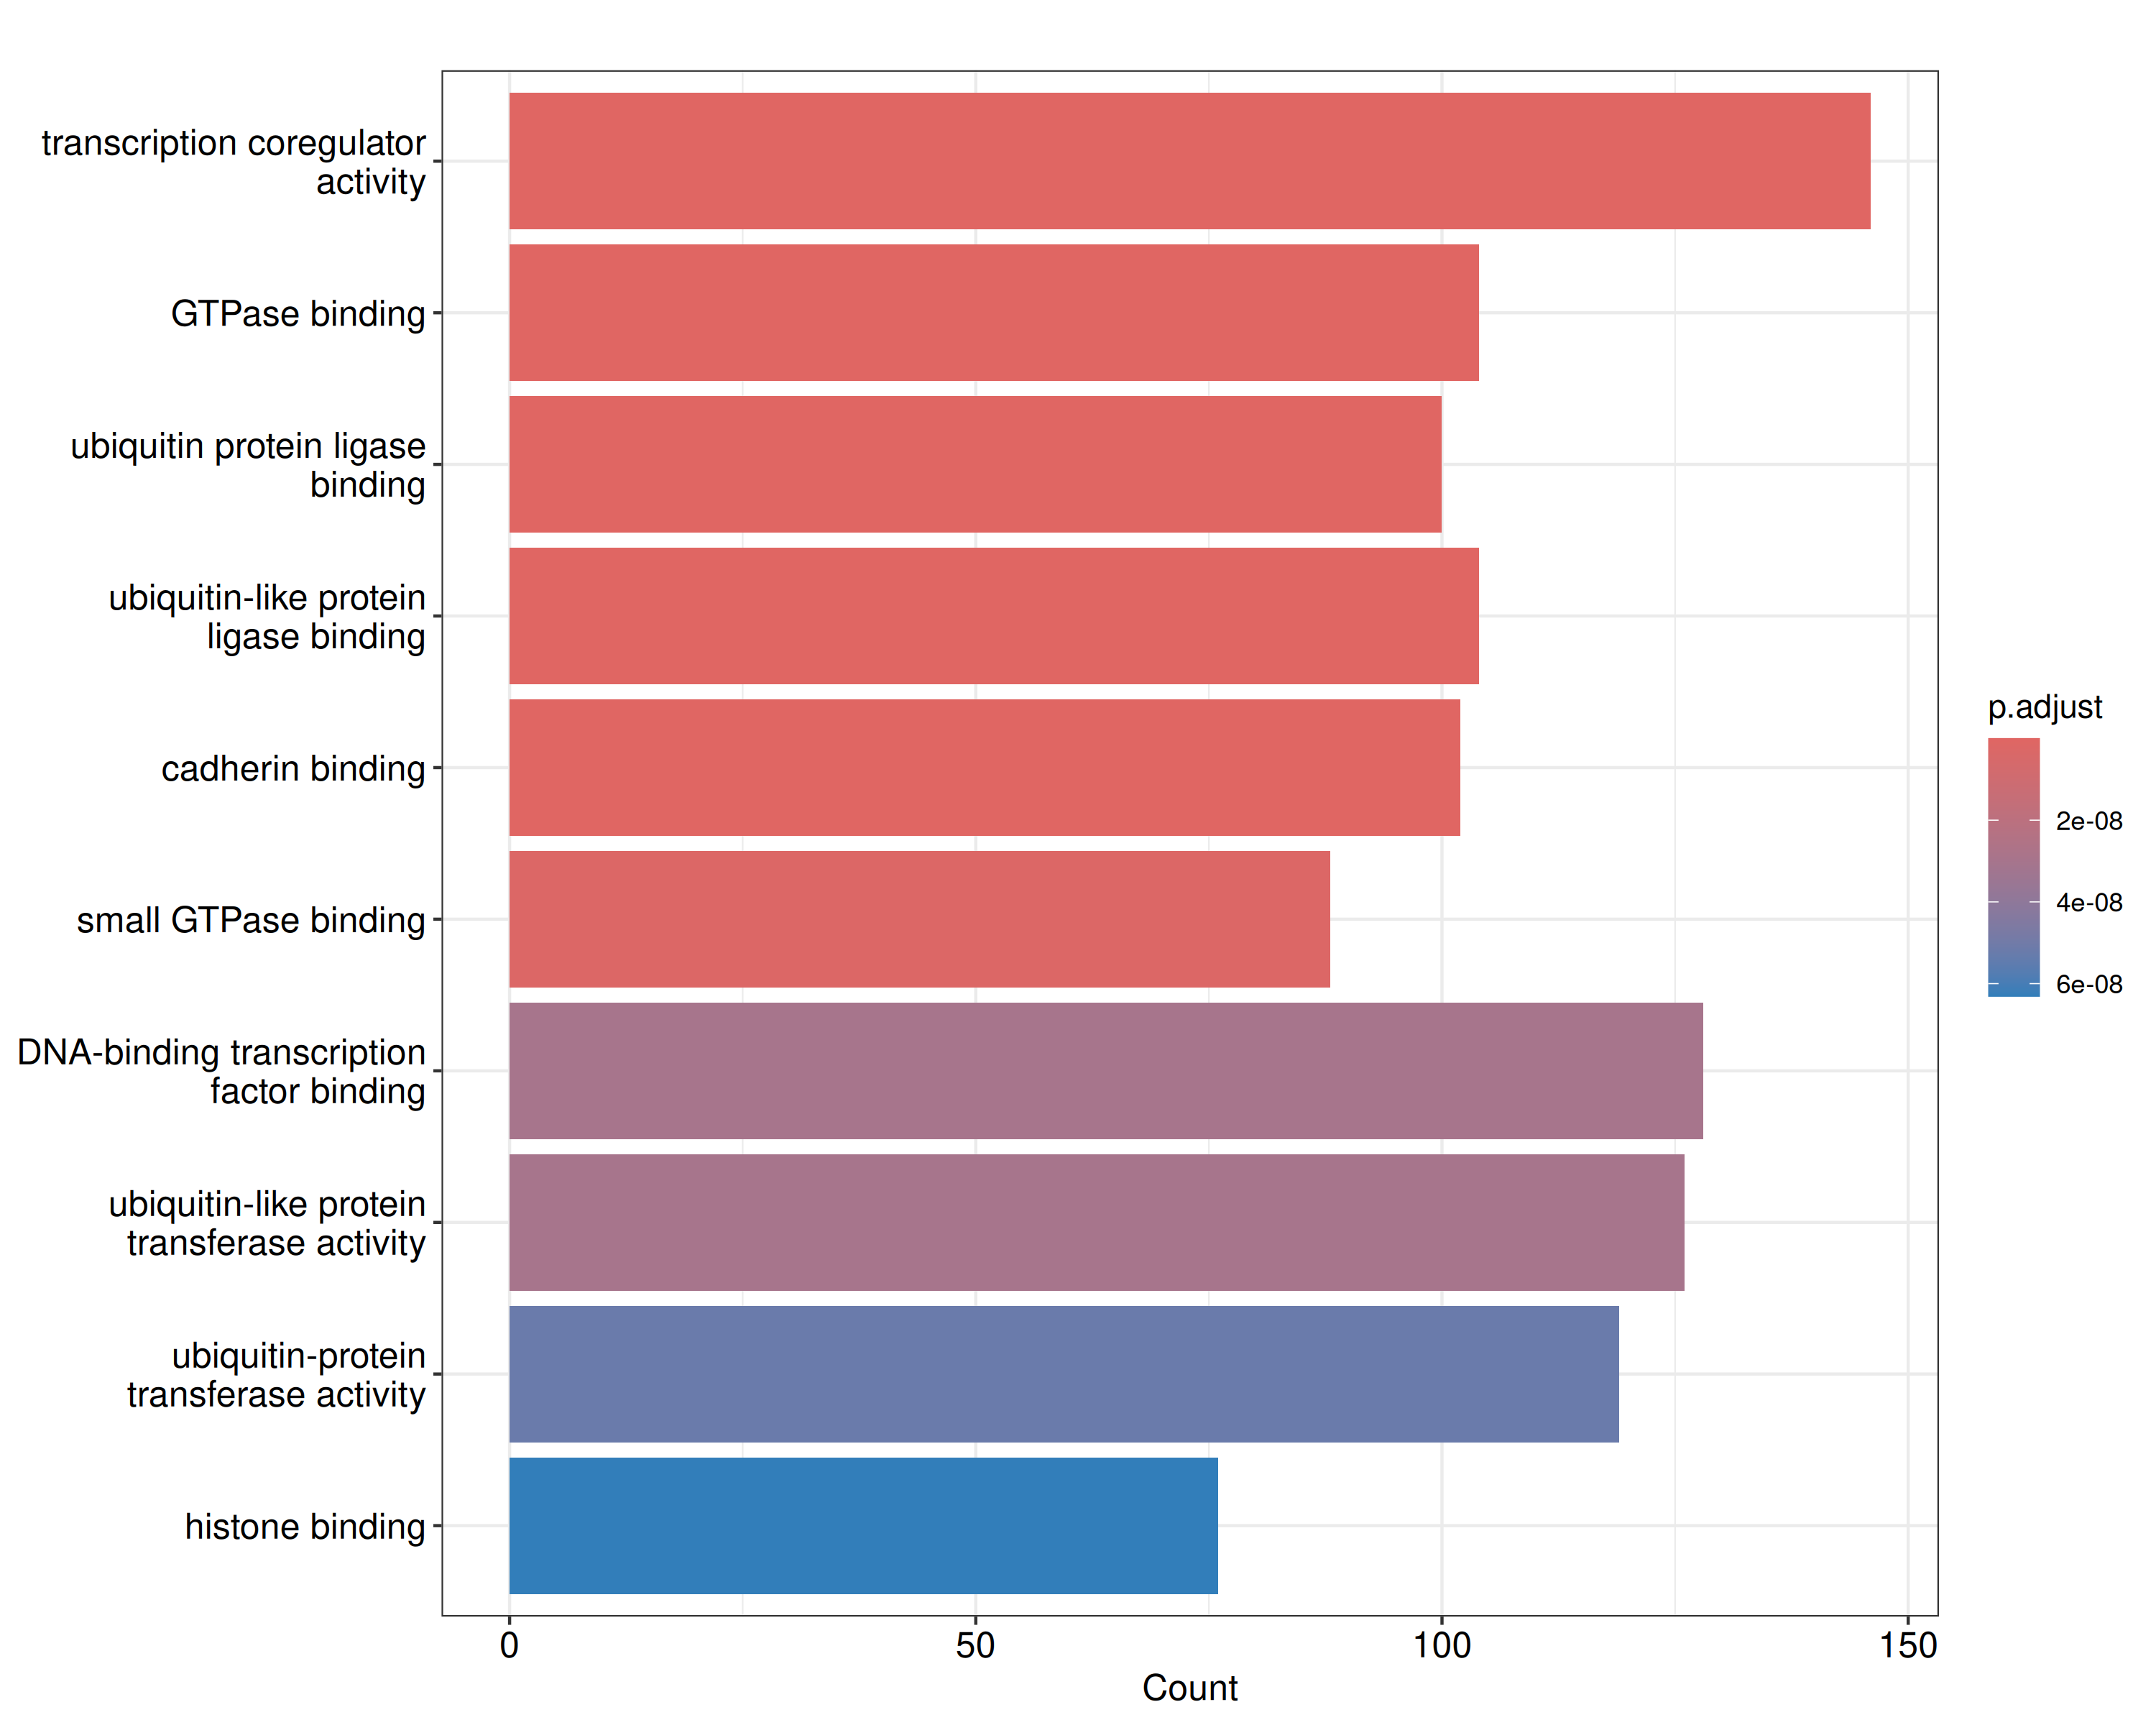 transcription coregulator
activity
GTPase binding
ubiquitin protein ligase
binding
ubiquitin-like protein
ligase binding
cadherin binding
small GTPase binding
DNA-binding transcription
factor binding
ubiquitin-like protein
transferase activity
ubiquitin-protein
transferase activity
histone binding
0 50 100 150
Count
p.adjust
2e-08
4e-08
6e-08